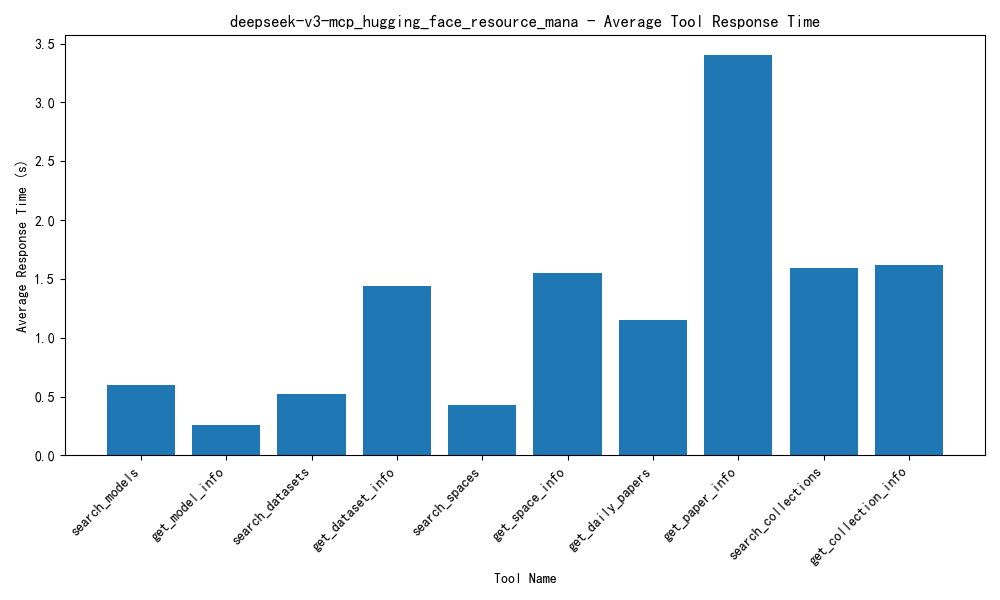 deepseek-v3-mcp_hugging_face_resource_mana - Average Tool Response Time
Average Response Time (s)
3.5
3.0
2.5
2.0
1.5
1.0
0.5
0.0
search_models
get_model_info
search_datasets
get_dataset_info
search_spaces
get_space_info
get_daily_papers
get_paper_info
search_collections
get_collection_info
Tool Name